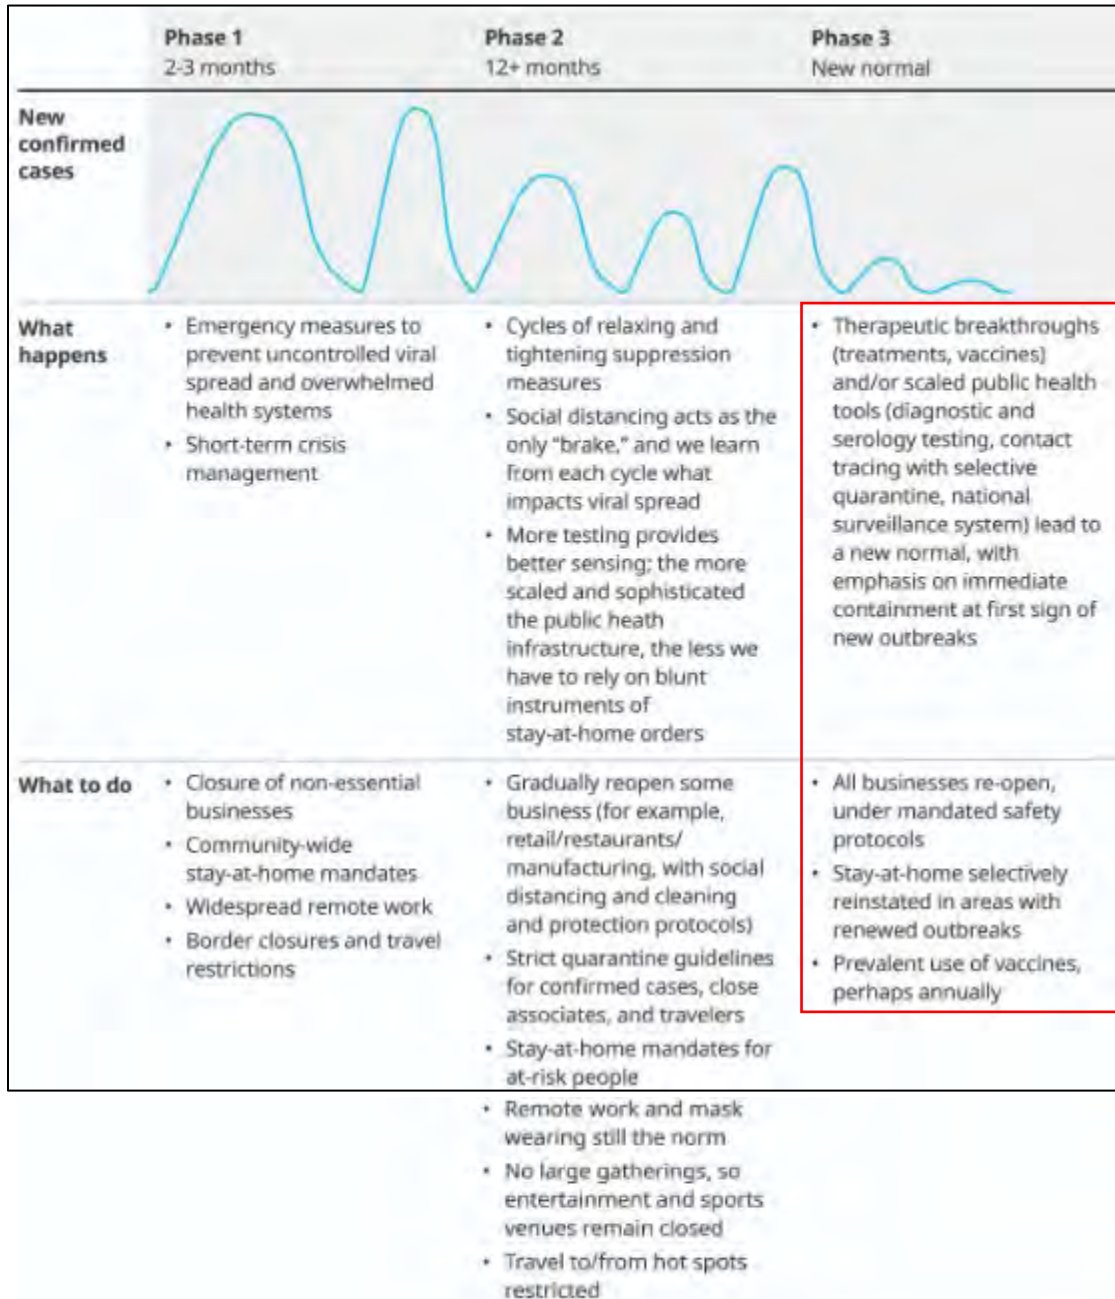 Phase 1
2-3 months
Phase 2
12+ months
Phase 3
New normal
New
confirmed
cases
What
happens
• Emergency measures to
prevent uncontrolled viral
spread and overwhelmed
health systems
• Short-term crisis
management
• Cycles of relaxing and
tightening suppression
measures
• Social distancing acts as the
only "brake," and we learn
from each cycle what
impacts viral spread
• More testing provides
better sensing; the more
scaled and sophisticated
the public heath
infrastructure, the less we
have to rely on blunt
instruments of
stay-at-home orders
• Therapeutic breakthroughs
(treatments, vaccines)
and/or scaled public health
tools (diagnostic and
serology testing, contact
tracing with selective
quarantine, national
surveillance system) lead to
a new normal, with
emphasis on immediate
containment at first sign of
new outbreaks
What to do
• Closure of non-essential
businesses
• Community-wide
stay-at-home mandates
• Widespread remote work
• Border closures and travel
restrictions
• Gradually reopen some
business (for example,
retail/restaurants/
manufacturing, with social
distancing and cleaning
and protection protocols)
• Strict quarantine guidelines
for confirmed cases, close
associates, and travelers
• Stay-at-home mandates for
at-risk people
• Remote work and mask
wearing still the norm
• No large gatherings, so
entertainment and sports
venues remain closed
• Travel to/from hot spots
restricted
• All businesses re-open,
under mandated safety
protocols
• Stay-at-home selectively
reinstated in areas with
renewed outbreaks
• Prevalent use of vaccines,
perhaps annually